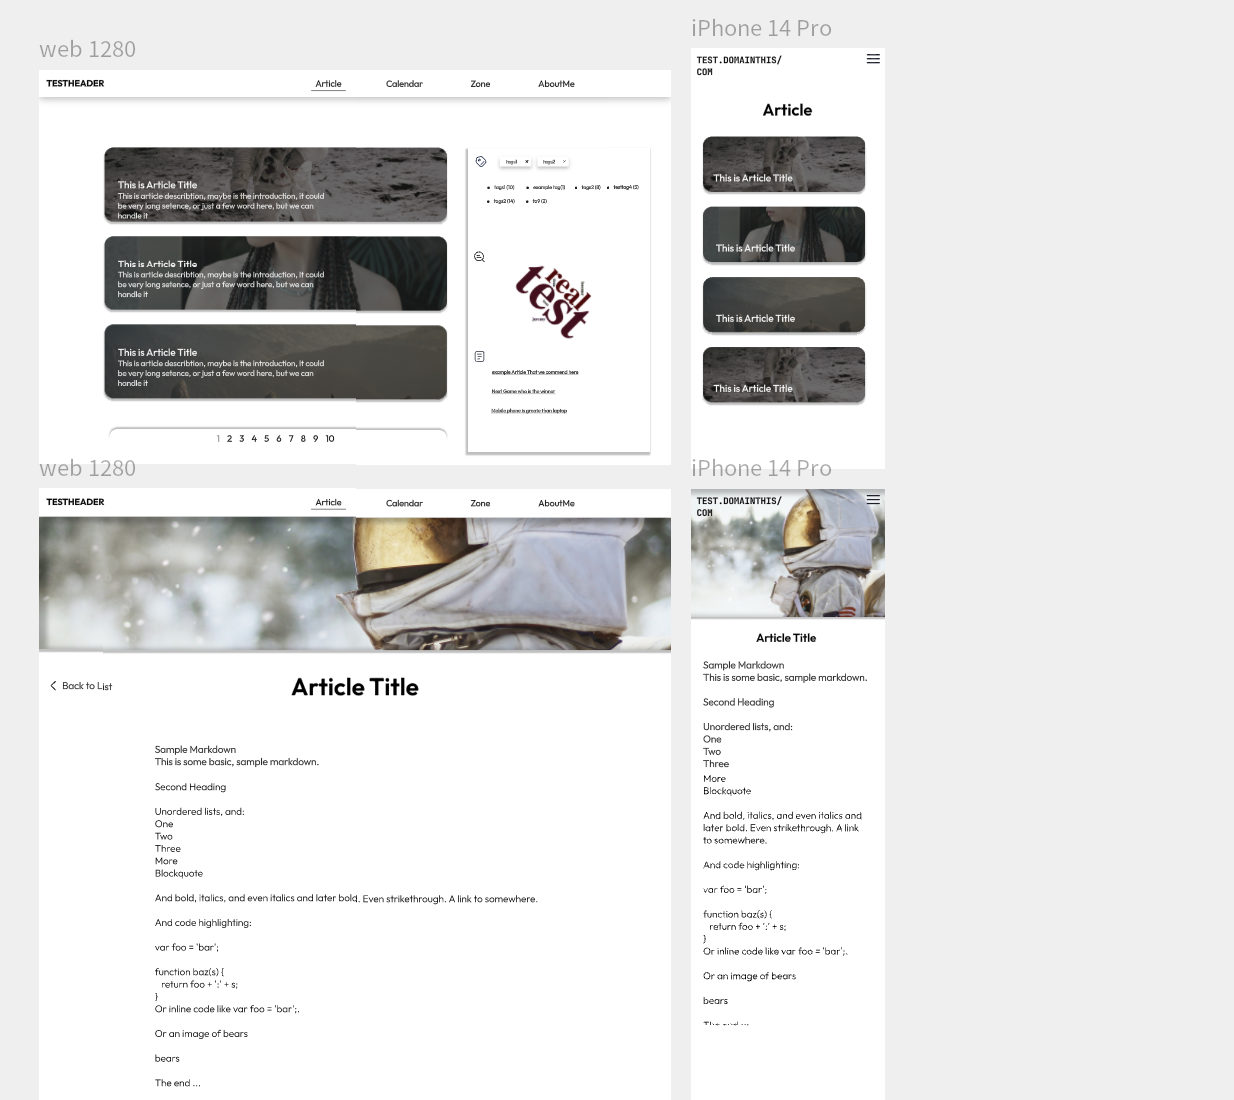 web 1280
TESTHEADER
Article
Calendar
Zone
AboutMe
This is Article Title
This is article describtion, maybe is the introduction, it could
be very long setence, or just a few word here, but we can
handle it
This is Article Title
This is article describtion, maybe is the introduction, it could
be very long setence, or just a few word here, but we can
handle it
This is Article Title
This is article describtion, maybe is the introduction, it could
be very long setence, or just a few word here, but we can
handle it
1 2 3 4 5 6 7 8 9 10
tags1 ×
tags2 ×
tags1 (10)
example tag(1)
tags3 (8)
testtag4 (5)
tags2 (14)
ta9 (2)
real
test
example Article That we commend here
Next Game who is the winner
Mobile phone is greate than laptop
iPhone 14 Pro
TEST.DOMAINTHIS/
COM
Article
This is Article Title
This is Article Title
This is Article Title
This is Article Title
web 1280
TESTHEADER
Article
Calendar
Zone
AboutMe
Back to List
Article Title
Sample Markdown
This is some basic, sample markdown.
Second Heading
Unordered lists, and:
One
Two
Three
More
Blockquote
And bold, italics, and even italics and later bold. Even strikethrough. A link to somewhere.
And code highlighting:
var foo = 'bar';
function baz(s) {
return foo + ':' + s;
}
Or inline code like var foo = 'bar';.
Or an image of bears
bears
The end ...
iPhone 14 Pro
TEST.DOMAINTHIS/
COM
Article Title
Sample Markdown
This is some basic, sample markdown.
Second Heading
Unordered lists, and:
One
Two
Three
More
Blockquote
And bold, italics, and even italics and
later bold. Even strikethrough. A link
to somewhere.
And code highlighting:
var foo = 'bar';
function baz(s) {
return foo + ':' + s;
}
Or inline code like var foo = 'bar';.
Or an image of bears
bears
The end ...